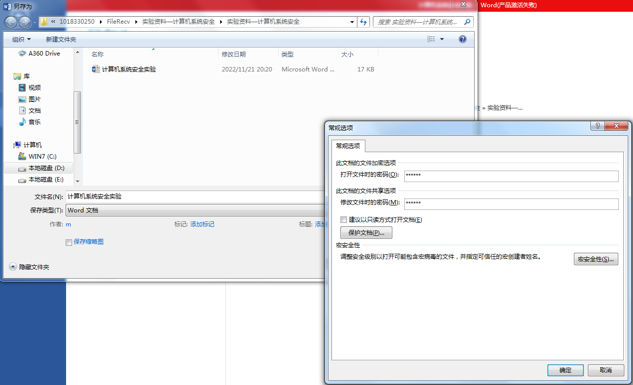 另存为
Word(产品激活失败)
« 1018330250 ▸ FileRecv ▸ 实验资料—计算机系统安全 ▸ 实验资料—计算机系统安全
搜索 实验资料—计算机系统...
组织 新建文件夹
A360 Drive
库
视频
图片
文档
音乐
计算机
WIN7 (C:)
本地磁盘 (D:)
本地磁盘 (E:)
名称 修改日期 类型 大小
计算机系统安全实验 2022/11/21 20:20 Microsoft Word ... 17 KB
» 实验资料—...
文件名(N): 计算机系统安全实验
保存类型(T): Word 文档
作者: m 标记: 添加标记 标题: 添加
保存缩略图
隐藏文件夹
常规选项
常规选项
此文档的文件加密选项
打开文件时的密码(O): ••••••
此文档的文件共享选项
修改文件时的密码(M): ••••••
建议以只读方式打开文档(E)
保护文档(P)...
宏安全性
调整安全级别以打开可能包含宏病毒的文件，并指定可信任的宏创建者姓名。
宏安全性(S)...
确定 取消